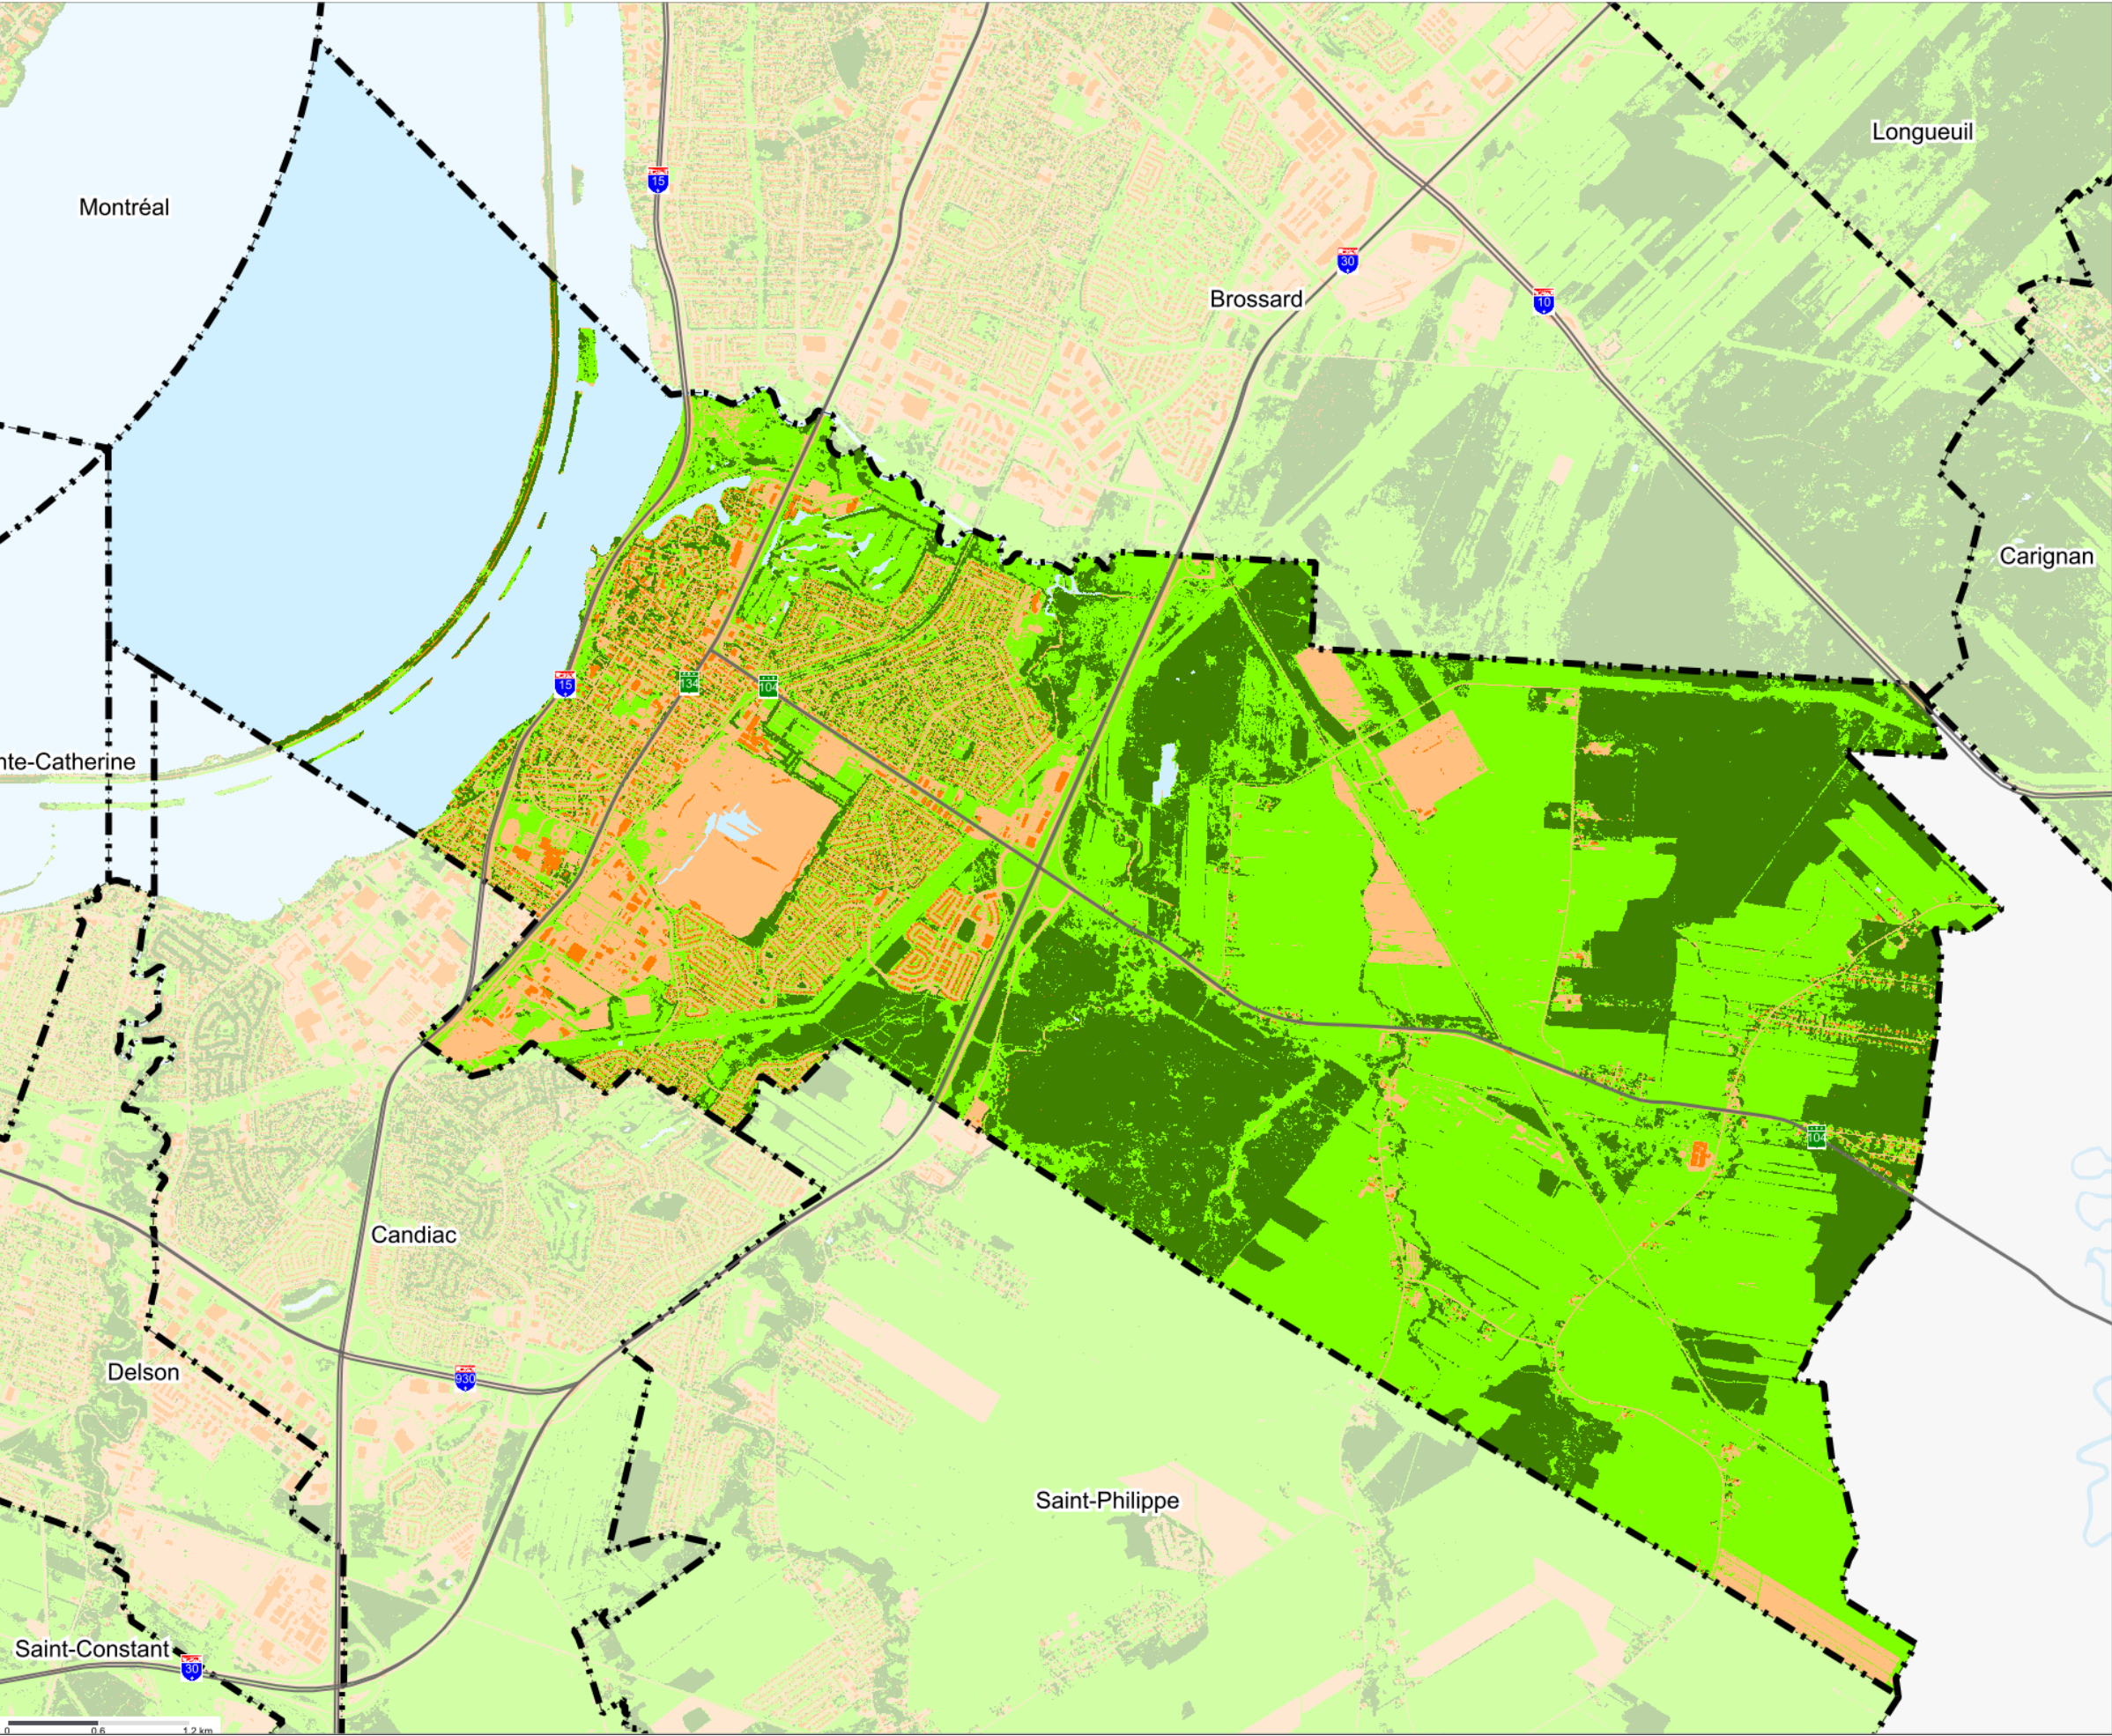 Longueuil
15
Montréal
30
Brossard
10
Carignan
15
134
104
nte-Catherine
104
Candiac
Delson
930
Saint-Philippe
Saint-Constant
30
0 0.6 1.2 km